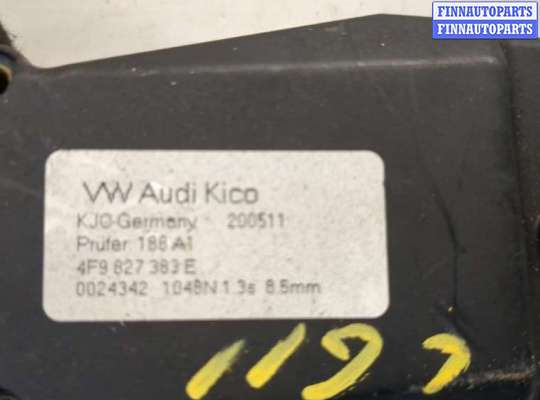 FINNAUTOPARTS
FINNAUTOPARTS
VW Audi Kico
KJC-Germany 200511
Prüfer 186 A1
4F9 827 383 E
0024342 1048N 1.3s 8.5mm